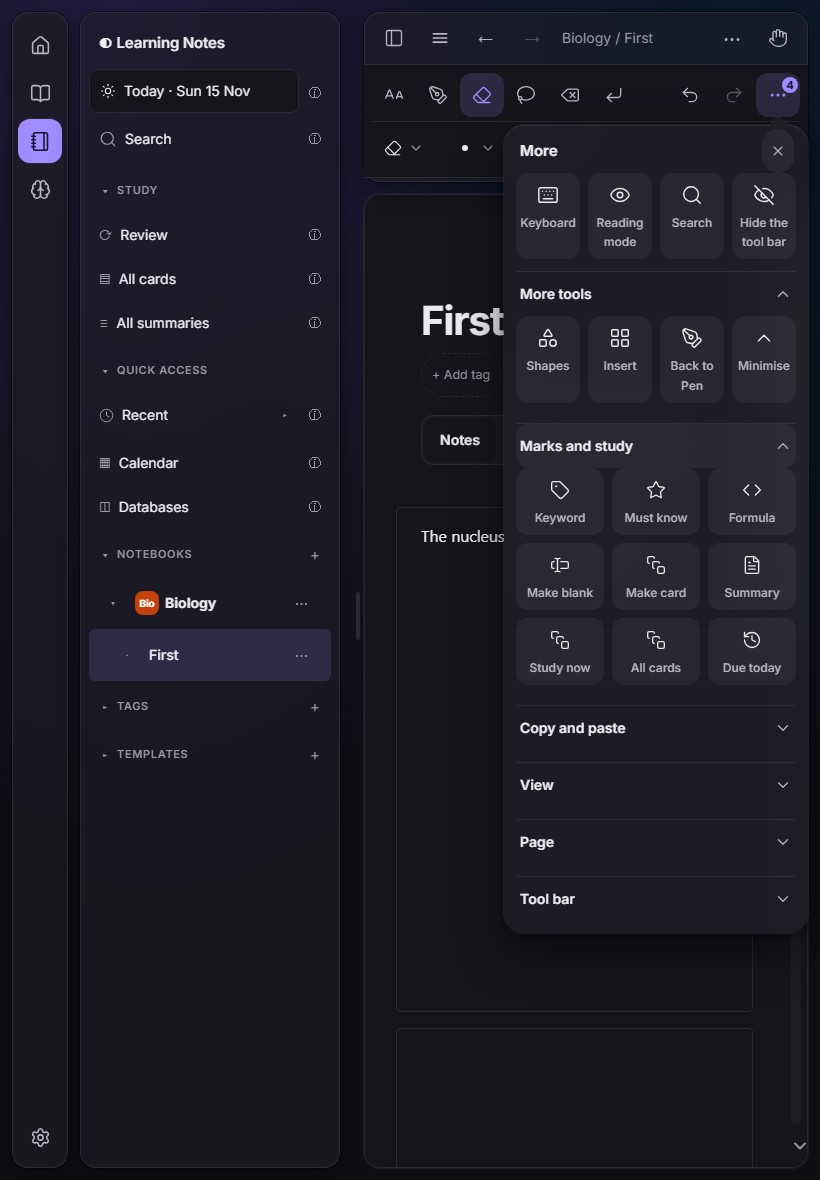 Learning Notes
Today · Sun 15 Nov
Search
STUDY
Review
All cards
All summaries
QUICK ACCESS
Recent
Calendar
Databases
NOTEBOOKS
Bio Biology
First
TAGS
TEMPLATES
Biology / First
AA
4
First
+ Add tag
Notes
The nucleus
More
Keyboard
Reading
mode
Search
Hide the
tool bar
More tools
Shapes
Insert
Back to
Pen
Minimise
Marks and study
Keyword
Must know
Formula
Make blank
Make card
Summary
Study now
All cards
Due today
Copy and paste
View
Page
Tool bar